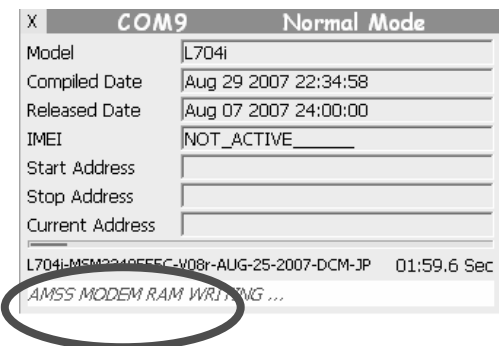 X COM9 Normal Mode
Model L704i
Compiled Date Aug 29 2007 22:34:58
Released Date Aug 07 2007 24:00:00
IMEI NOT_ACTIVE______
Start Address
Stop Address
Current Address
-V08r-AUG-25-2007-DCM-JP 01:59.6 Sec
AMSS MODEM RAM WRITING ...